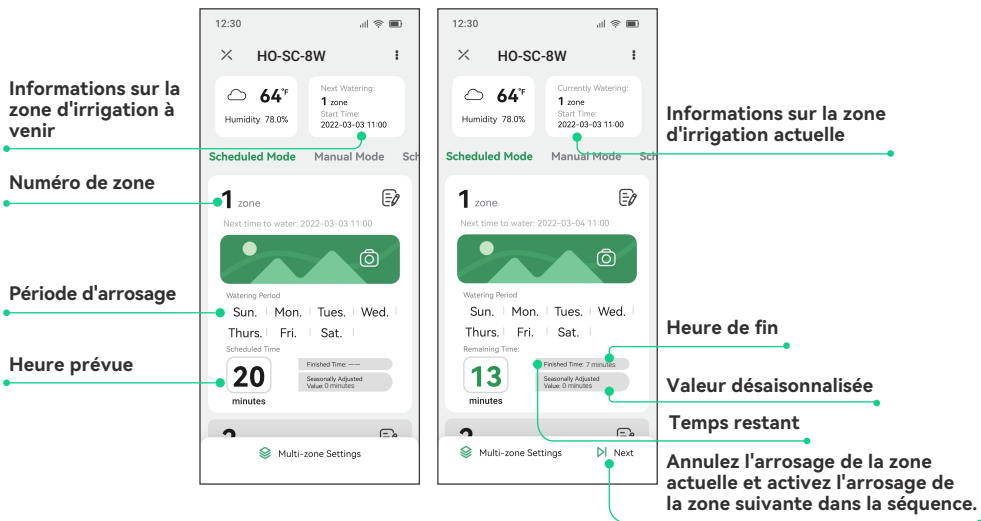 Informations sur la
zone d'irrigation à
venir
Numéro de zone
Période d'arrosage
Heure prévue
12:30
HO-SC-8W
64°F
Humidity 78.0%
Next Watering:
1 zone
Start Time:
2022-03-03 11:00
Scheduled Mode Manual Mode Sch
1 zone
Next time to water: 2022-03-03 11:00
Watering Period
Sun. Mon. Tues. Wed.
Thurs. Fri. Sat.
Scheduled Time
20
minutes
Finished Time: ——
Seasonally Adjusted
Value: 0 minutes
2
Multi-zone Settings
12:30
HO-SC-8W
64°F
Humidity 78.0%
Currently Watering:
1 zone
Start Time:
2022-03-03 11:00
Scheduled Mode Manual Mode Sch
1 zone
Next time to water: 2022-03-04 11:00
Watering Period
Sun. Mon. Tues. Wed.
Thurs. Fri. Sat.
Remaining Time:
13
minutes
Finished Time: 7 minutes
Seasonally Adjusted
Value: 0 minutes
2
Multi-zone Settings Next
Informations sur la zone
d'irrigation actuelle
Heure de fin
Valeur désaisonnalisée
Temps restant
Annulez l'arrosage de la zone
actuelle et activez l'arrosage de
la zone suivante dans la séquence.